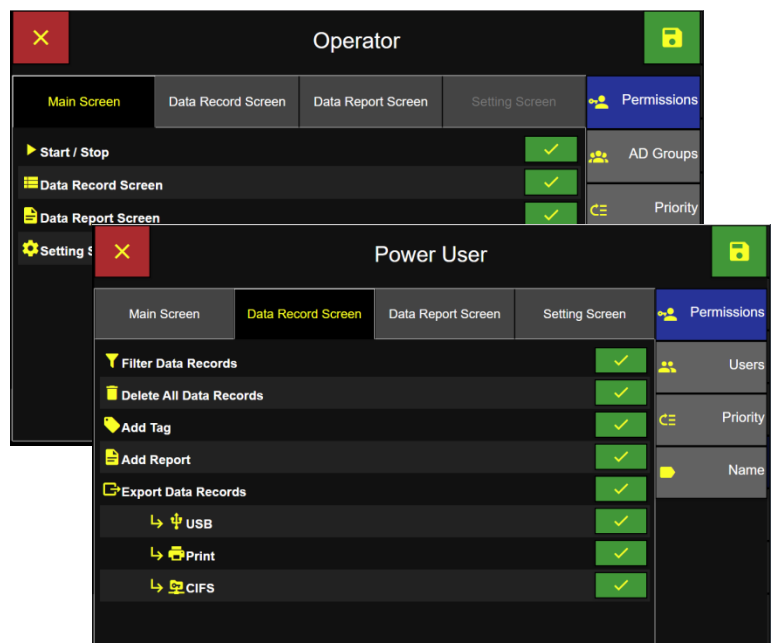 Operator
Main Screen
Data Record Screen
Data Report Screen
Setting Screen
Permissions
Start / Stop
AD Groups
Data Record Screen
Data Report Screen
Priority
Setting S
Power User
Main Screen
Data Record Screen
Data Report Screen
Setting Screen
Permissions
Filter Data Records
Users
Delete All Data Records
Add Tag
Priority
Add Report
Name
Export Data Records
USB
Print
CIFS